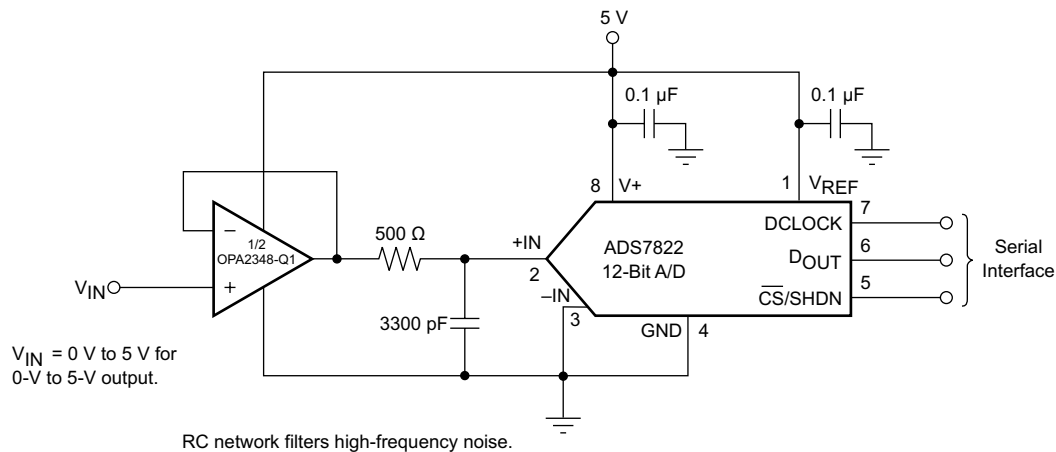 5 V
0.1 µF
0.1 µF
8 V+
1 VREF
7
DCLOCK
500 Ω
+IN
ADS7822
6
–
1/2
OPA2348-Q1
2
12-Bit A/D
DOUT
Serial
Interface
VIN
+
–IN
5
CS/SHDN
3
3300 pF
GND 4
VIN = 0 V to 5 V for
0-V to 5-V output.
RC network filters high-frequency noise.